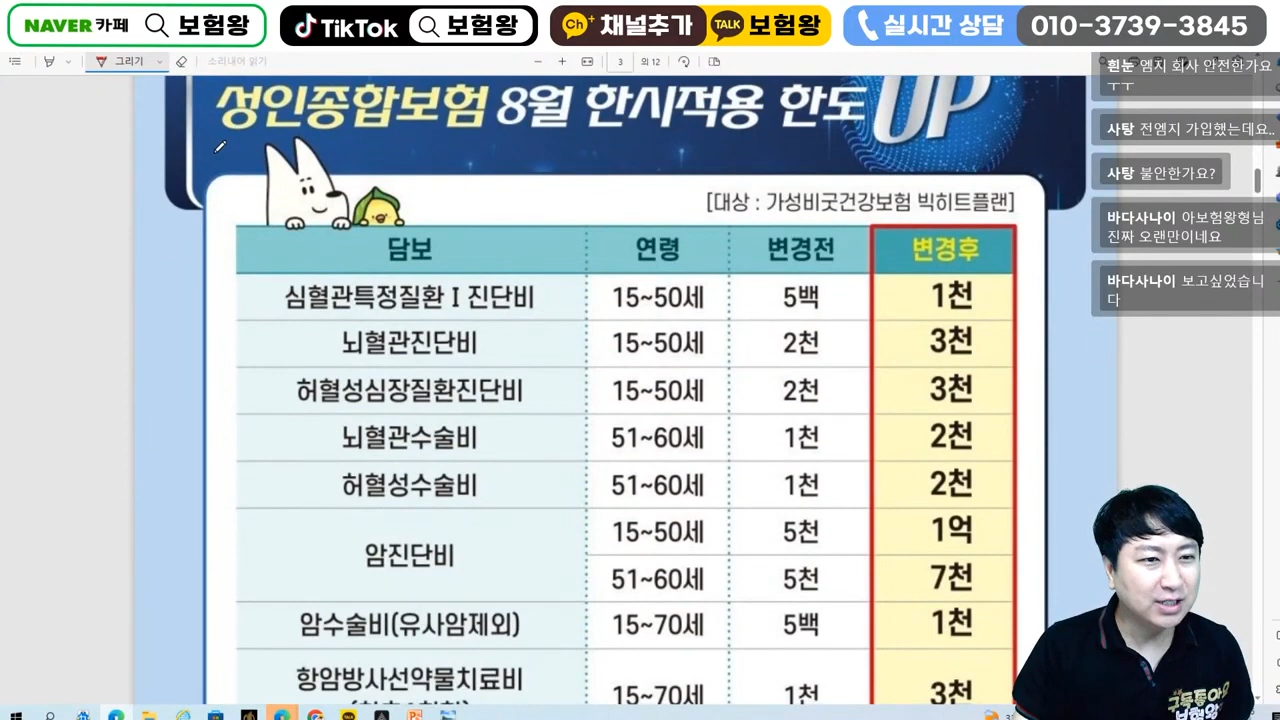 NAVER 카페 보험왕
TikTok 보험왕
Ch+ 채널추가 TALK 보험왕
실시간 상담 010-3739-3845
그리기
소리내어 읽기
3 의 12
성인종합보험 8월 한시적용 한도 UP
[대상 : 가성비굿건강보험 빅히트플랜]
담보 연령 변경전 변경후
심혈관특정질환 I 진단비 15~50세 5백 1천
뇌혈관진단비 15~50세 2천 3천
허혈성심장질환진단비 15~50세 2천 3천
뇌혈관수술비 51~60세 1천 2천
허혈성수술비 51~60세 1천 2천
암진단비 15~50세 5천 1억
51~60세 5천 7천
암수술비(유사암제외) 15~70세 5백 1천
항암방사선약물치료비 15~70세 1천 3천
흰눈 엠지 회사 안전한가요
ㅜㅜ
사탕 전엠지 가입했는데요..
사탕 불안한가요?
바다사나이 아보험왕형님
진짜 오랜만이네요
바다사나이 보고싶었습니
다
구독좋아요
보험왕